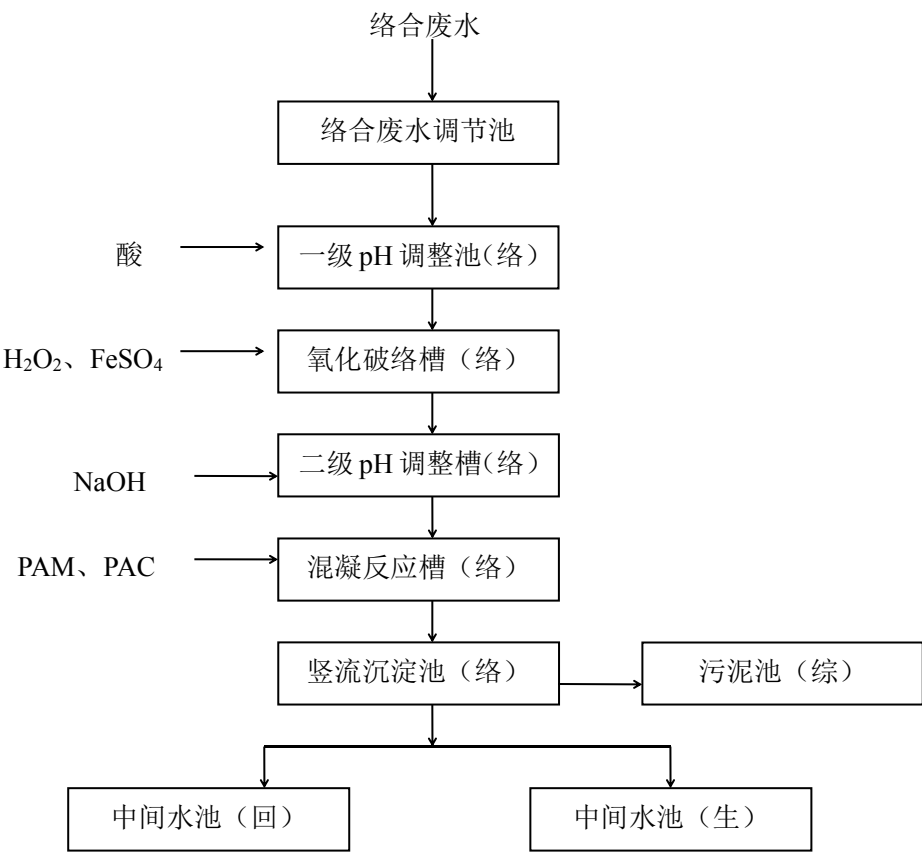 络合废水
络合废水调节池
酸
一级 pH 调整池(络）
H₂O₂、FeSO₄
氧化破络槽（络）
二级 pH 调整槽(络）
NaOH
PAM、PAC
混凝反应槽（络）
竖流沉淀池（络）
污泥池（综）
中间水池（回）
中间水池（生）